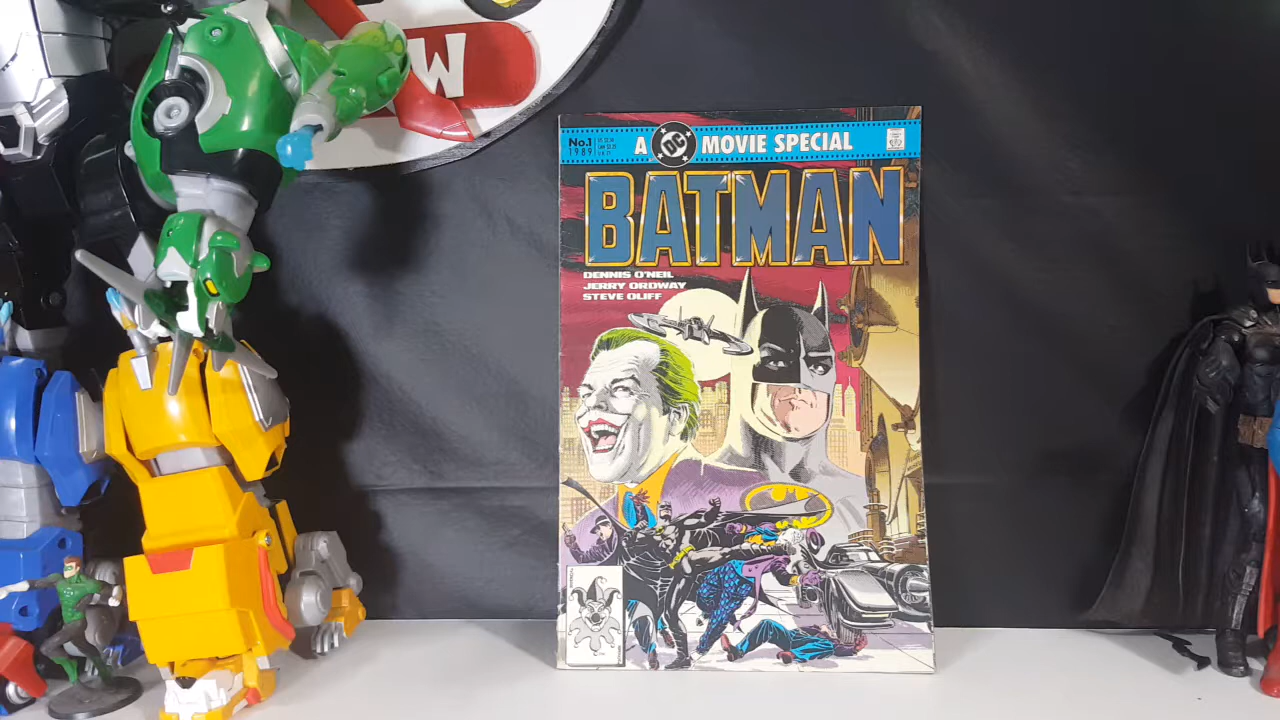 W
No.1
1989
A DC MOVIE SPECIAL
BATMAN
DENNIS O'NEIL
JERRY ORDWAY
STEVE OLIFF